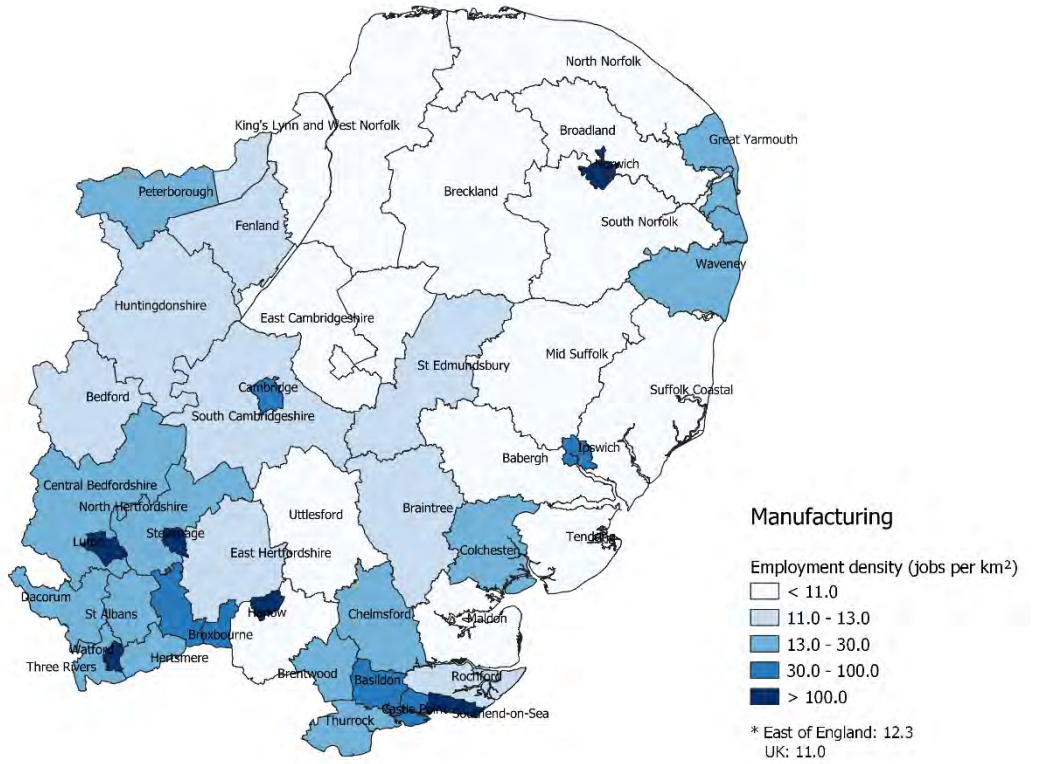 North Norfolk
King's Lynn and West Norfolk
Broadland
Great Yarmouth
Norwich
Peterborough
Breckland
South Norfolk
Fenland
Waveney
Huntingdonshire
East Cambridgeshire
Mid Suffolk
St Edmundsbury
Cambridge
Suffolk Coastal
Bedford
South Cambridgeshire
Ipswich
Babergh
Central Bedfordshire
North Hertfordshire
Uttlesford
Braintree
Stevenage
Luton
Tendring
East Hertfordshire
Colchester
Dacorum
St Albans
Harlow
Chelmsford
Maldon
Broxbourne
Watford
Hertsmere
Three Rivers
Brentwood
Basildon
Rochford
Castle Point
Southend-on-Sea
Thurrock
Manufacturing
Employment density (jobs per km²)
< 11.0
11.0 - 13.0
13.0 - 30.0
30.0 - 100.0
> 100.0
* East of England: 12.3
UK: 11.0